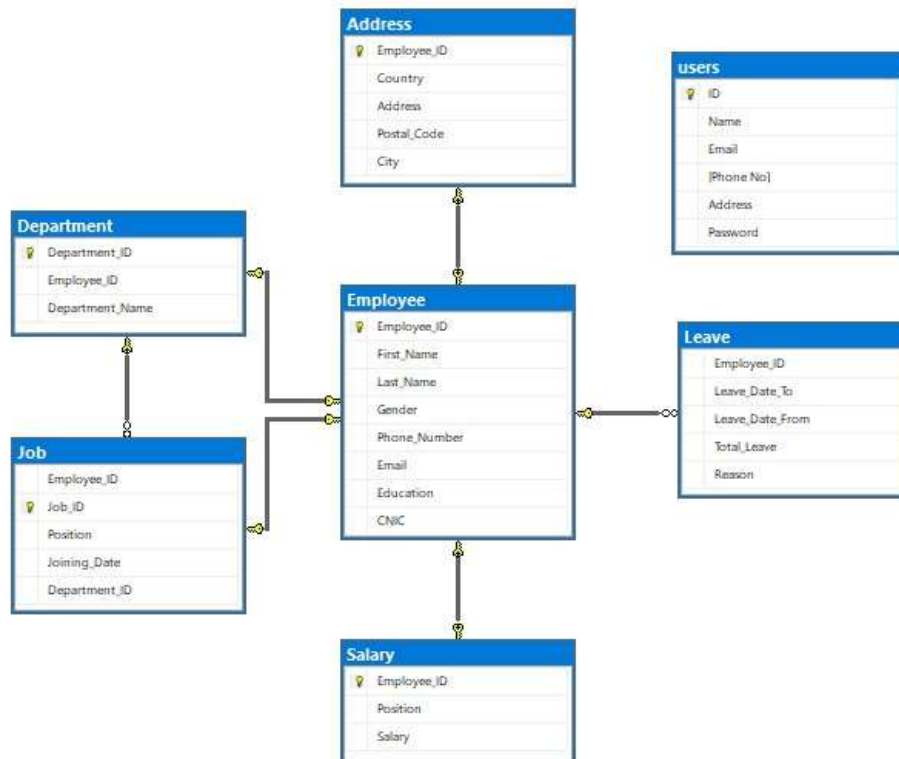 Address
Employee_ID
Country
Address
Postal_Code
City
users
ID
Name
Email
[Phone No]
Address
Password
Department
Department_ID
Employee_ID
Department_Name
Employee
Employee_ID
First_Name
Last_Name
Gender
Phone_Number
Email
Education
CNIC
Leave
Employee_ID
Leave_Date_To
Leave_Date_From
Total_Leave
Reason
Job
Employee_ID
Job_ID
Position
Joining_Date
Department_ID
Salary
Employee_ID
Position
Salary